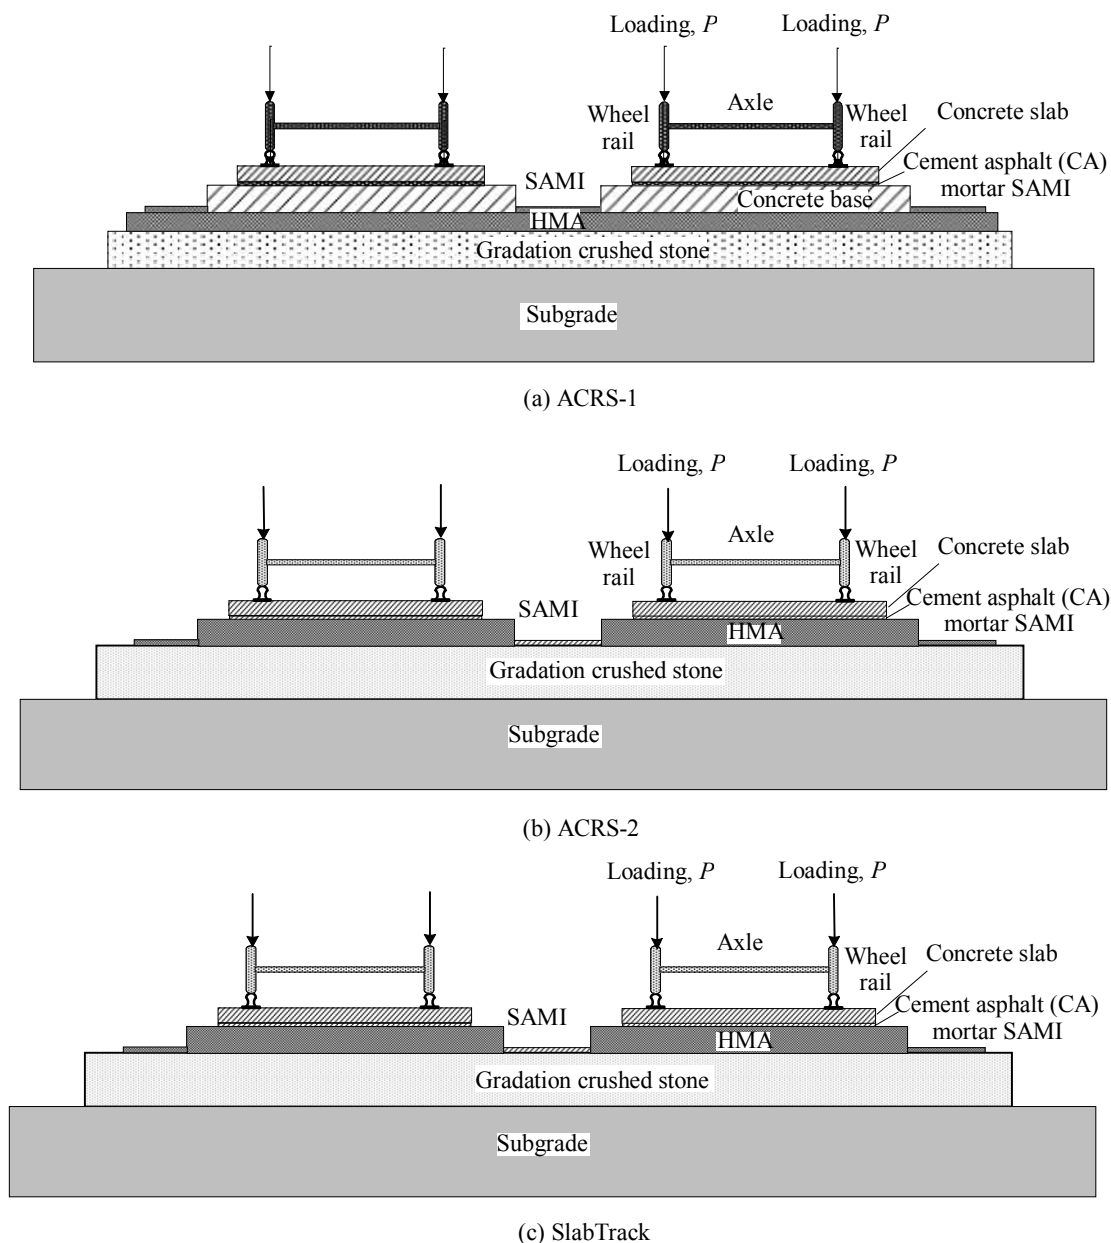 Loading, P Loading, P
Axle
Wheel rail
Wheel rail
Concrete slab
Cement asphalt (CA)
mortar SAMI
SAMI
Concrete base
HMA
Gradation crushed stone
Subgrade
(a) ACRS-1
Loading, P Loading, P
Axle
Wheel rail
Wheel rail
Concrete slab
Cement asphalt (CA)
mortar SAMI
SAMI
HMA
Gradation crushed stone
Subgrade
(b) ACRS-2
Loading, P Loading, P
Axle
Wheel rail
Concrete slab
Cement asphalt (CA)
mortar SAMI
SAMI
HMA
Gradation crushed stone
Subgrade
(c) SlabTrack